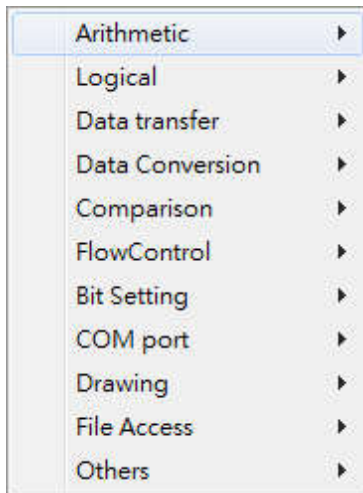 Arithmetic
Logical
Data transfer
Data Conversion
Comparison
FlowControl
Bit Setting
COM port
Drawing
File Access
Others